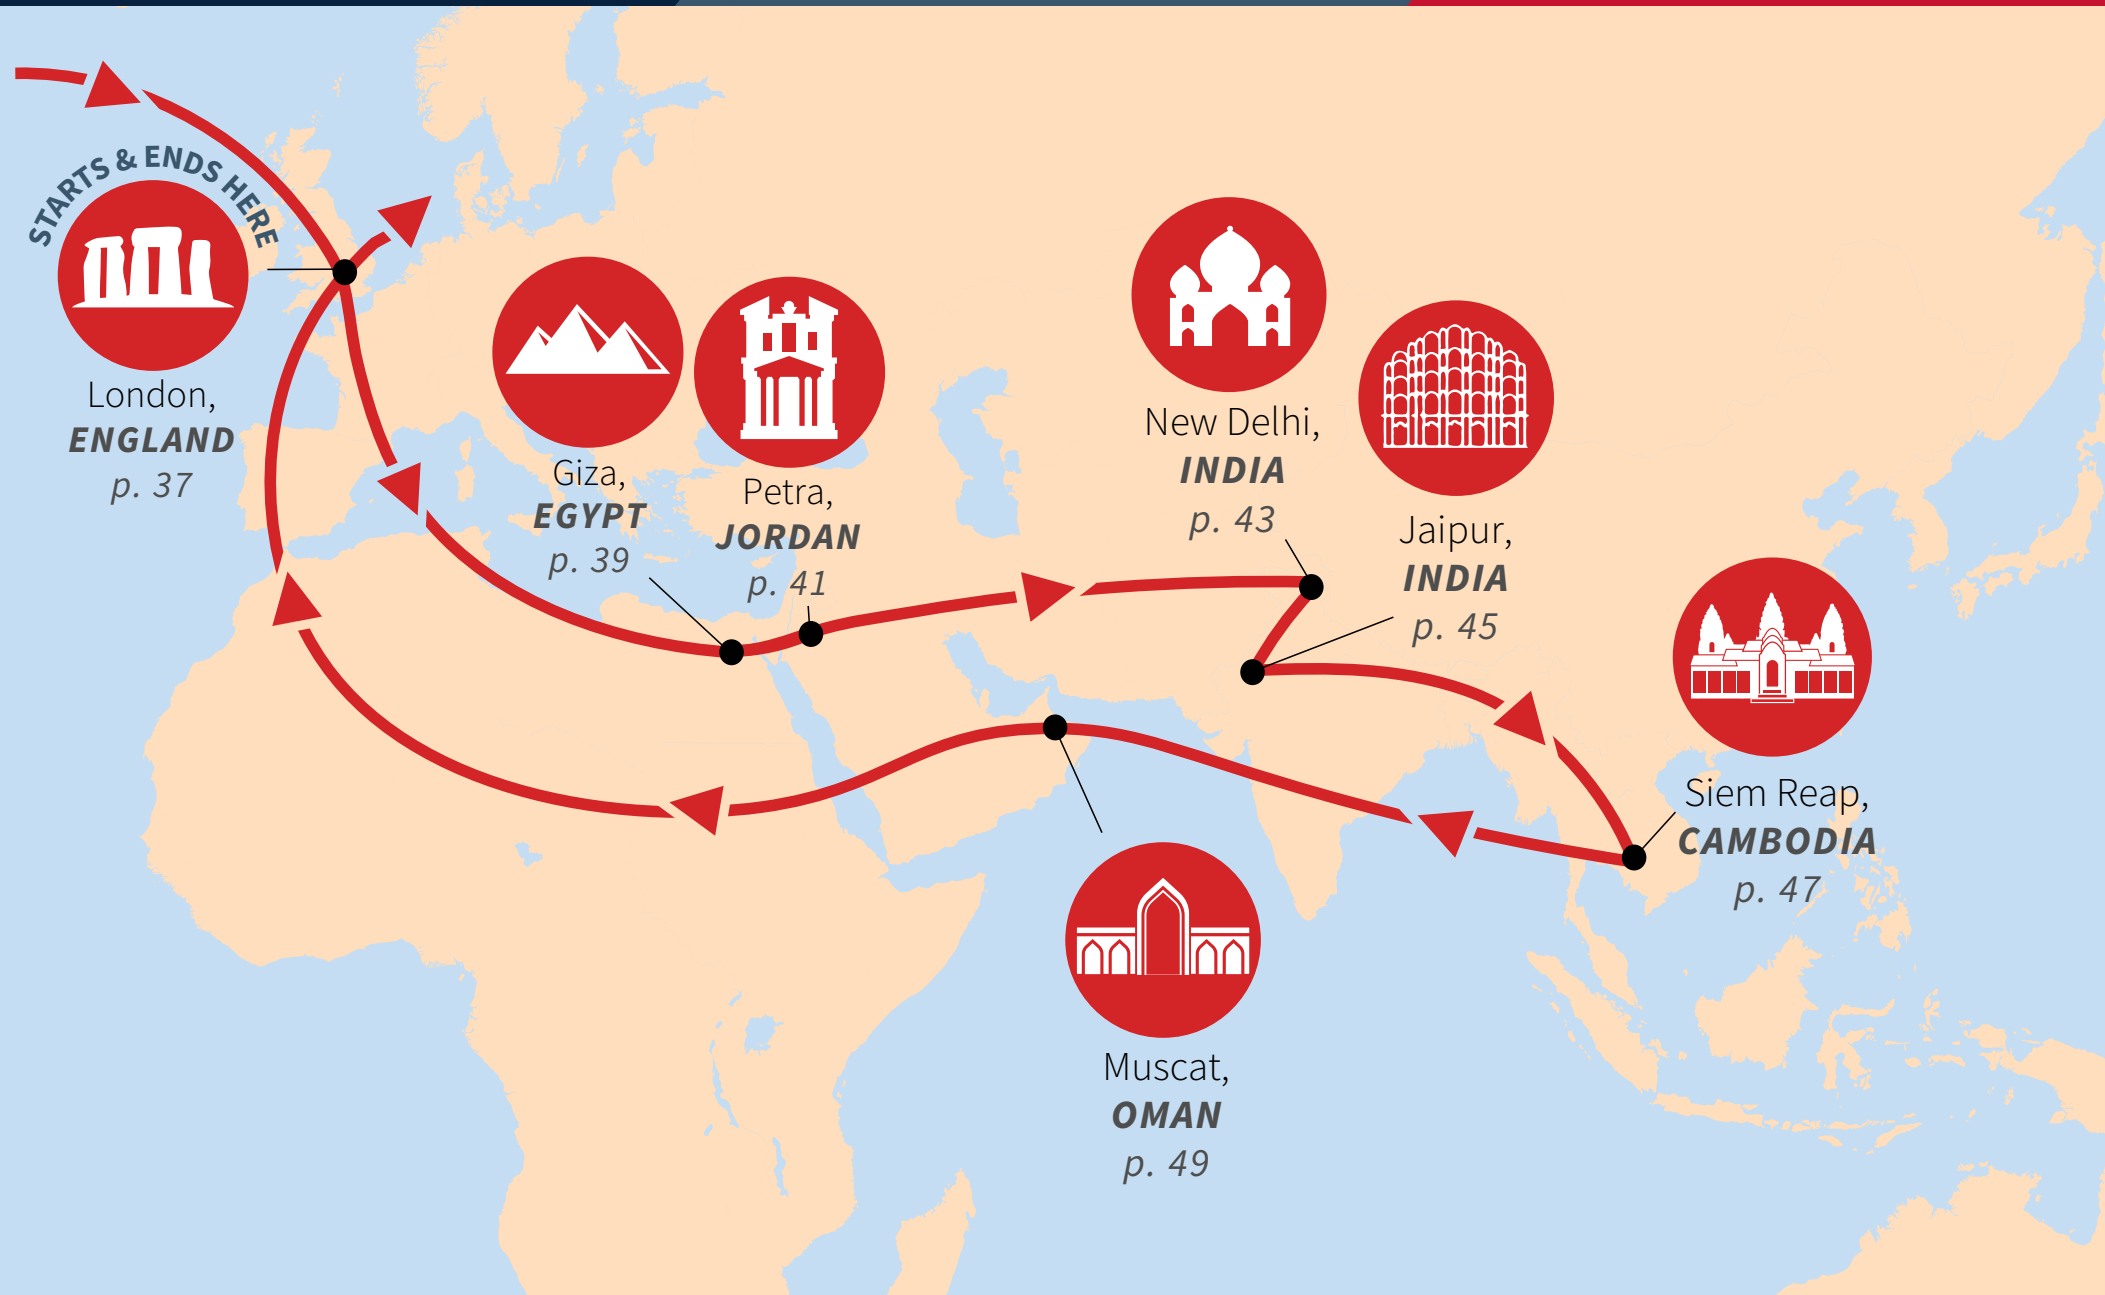 STARTS & ENDS HERE
London,
ENGLAND
p. 37
Giza,
EGYPT
p. 39
Petra,
JORDAN
p. 41
New Delhi,
INDIA
p. 43
Jaipur,
INDIA
p. 45
Siem Reap,
CAMBODIA
p. 47
Muscat,
OMAN
p. 49